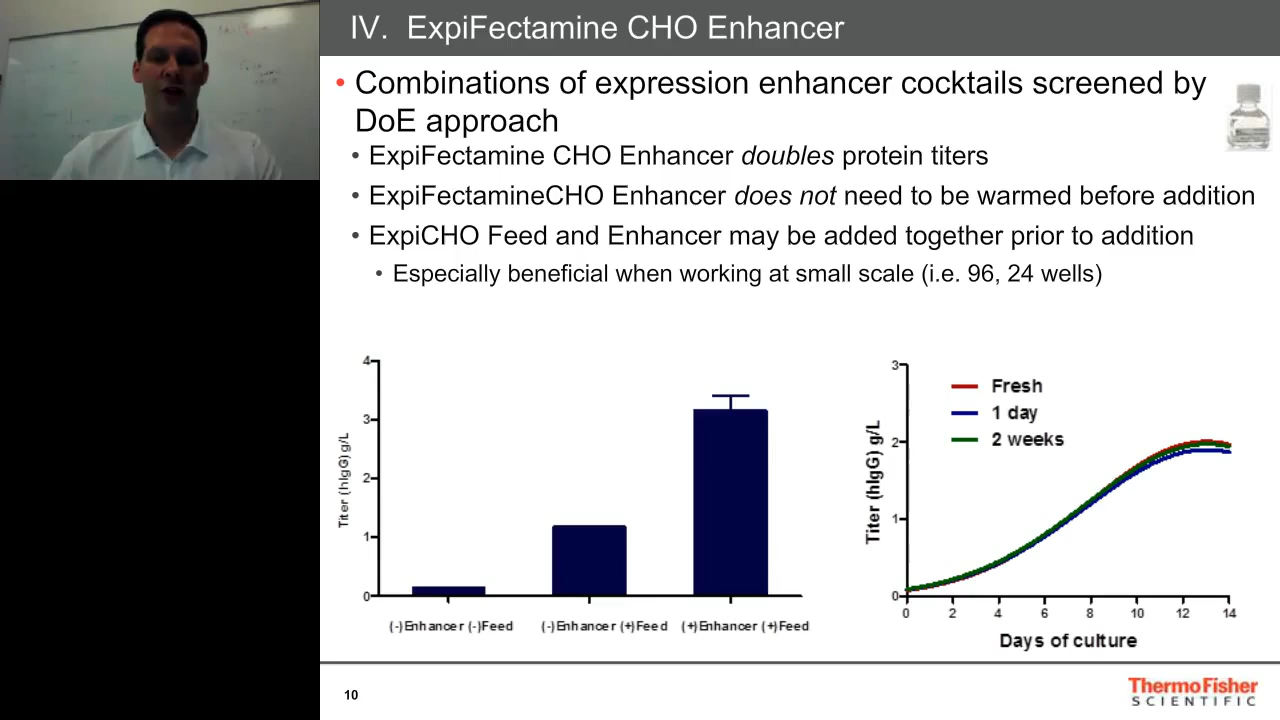 IV. ExpiFectamine CHO Enhancer
• Combinations of expression enhancer cocktails screened by
DoE approach
• ExpiFectamine CHO Enhancer doubles protein titers
• ExpiFectamineCHO Enhancer does not need to be warmed before addition
• ExpiCHO Feed and Enhancer may be added together prior to addition
• Especially beneficial when working at small scale (i.e. 96, 24 wells)
Titer (hIgG) g/L
4
3
2
1
0
(-)Enhancer (-)Feed
(-)Enhancer (+)Feed
(+)Enhancer (+)Feed
Titer (hIgG) g/L
3
2
1
0
Fresh
1 day
2 weeks
0 2 4 6 8 10 12 14
Days of culture
10
ThermoFisher
SCIENTIFIC